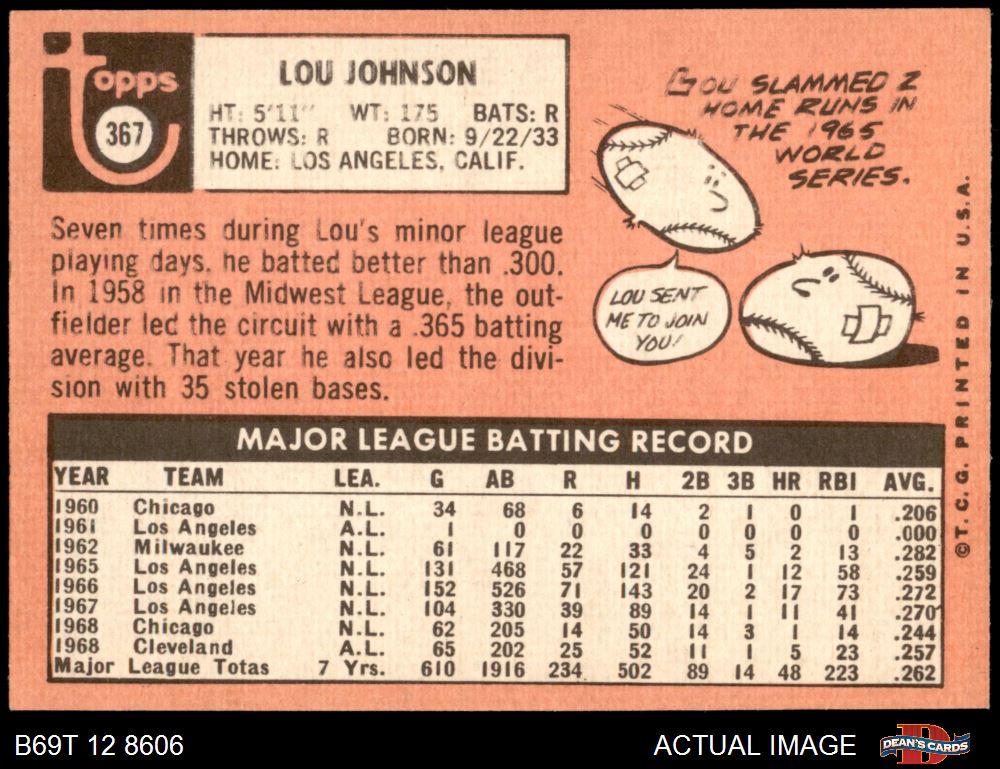 topps
367
LOU JOHNSON
HT: 5'11" WT: 175 BATS: R
THROWS: R BORN: 9/22/33
HOME: LOS ANGELES, CALIF.
LOU SLAMMED 2
HOME RUNS IN
THE 1965
WORLD
SERIES.
LOU SENT
ME TO JOIN
YOU!
Seven times during Lou's minor league
playing days, he batted better than .300.
In 1958 in the Midwest League, the out-
fielder led the circuit with a .365 batting
average. That year he also led the divi-
sion with 35 stolen bases.
MAJOR LEAGUE BATTING RECORD
YEAR TEAM LEA. G AB R H 2B 3B HR RBI AVG.
1960 Chicago N.L. 34 68 6 14 2 1 0 1 .206
1961 Los Angeles A.L. 1 0 0 0 0 0 0 0 .000
1962 Milwaukee N.L. 61 117 22 33 4 5 2 13 .282
1965 Los Angeles N.L. 131 468 57 121 24 1 12 58 .259
1966 Los Angeles N.L. 152 526 71 143 20 2 17 73 .272
1967 Los Angeles N.L. 104 330 39 89 14 1 11 41 .270
1968 Chicago N.L. 62 205 14 50 14 3 1 14 .244
1968 Cleveland A.L. 65 202 25 52 11 1 5 23 .257
Major League Totas 7 Yrs. 610 1916 234 502 89 14 48 223 .262
©T. C. G. PRINTED IN U.S.A.
B69T 12 8606
ACTUAL IMAGE
DEAN'S CARDS